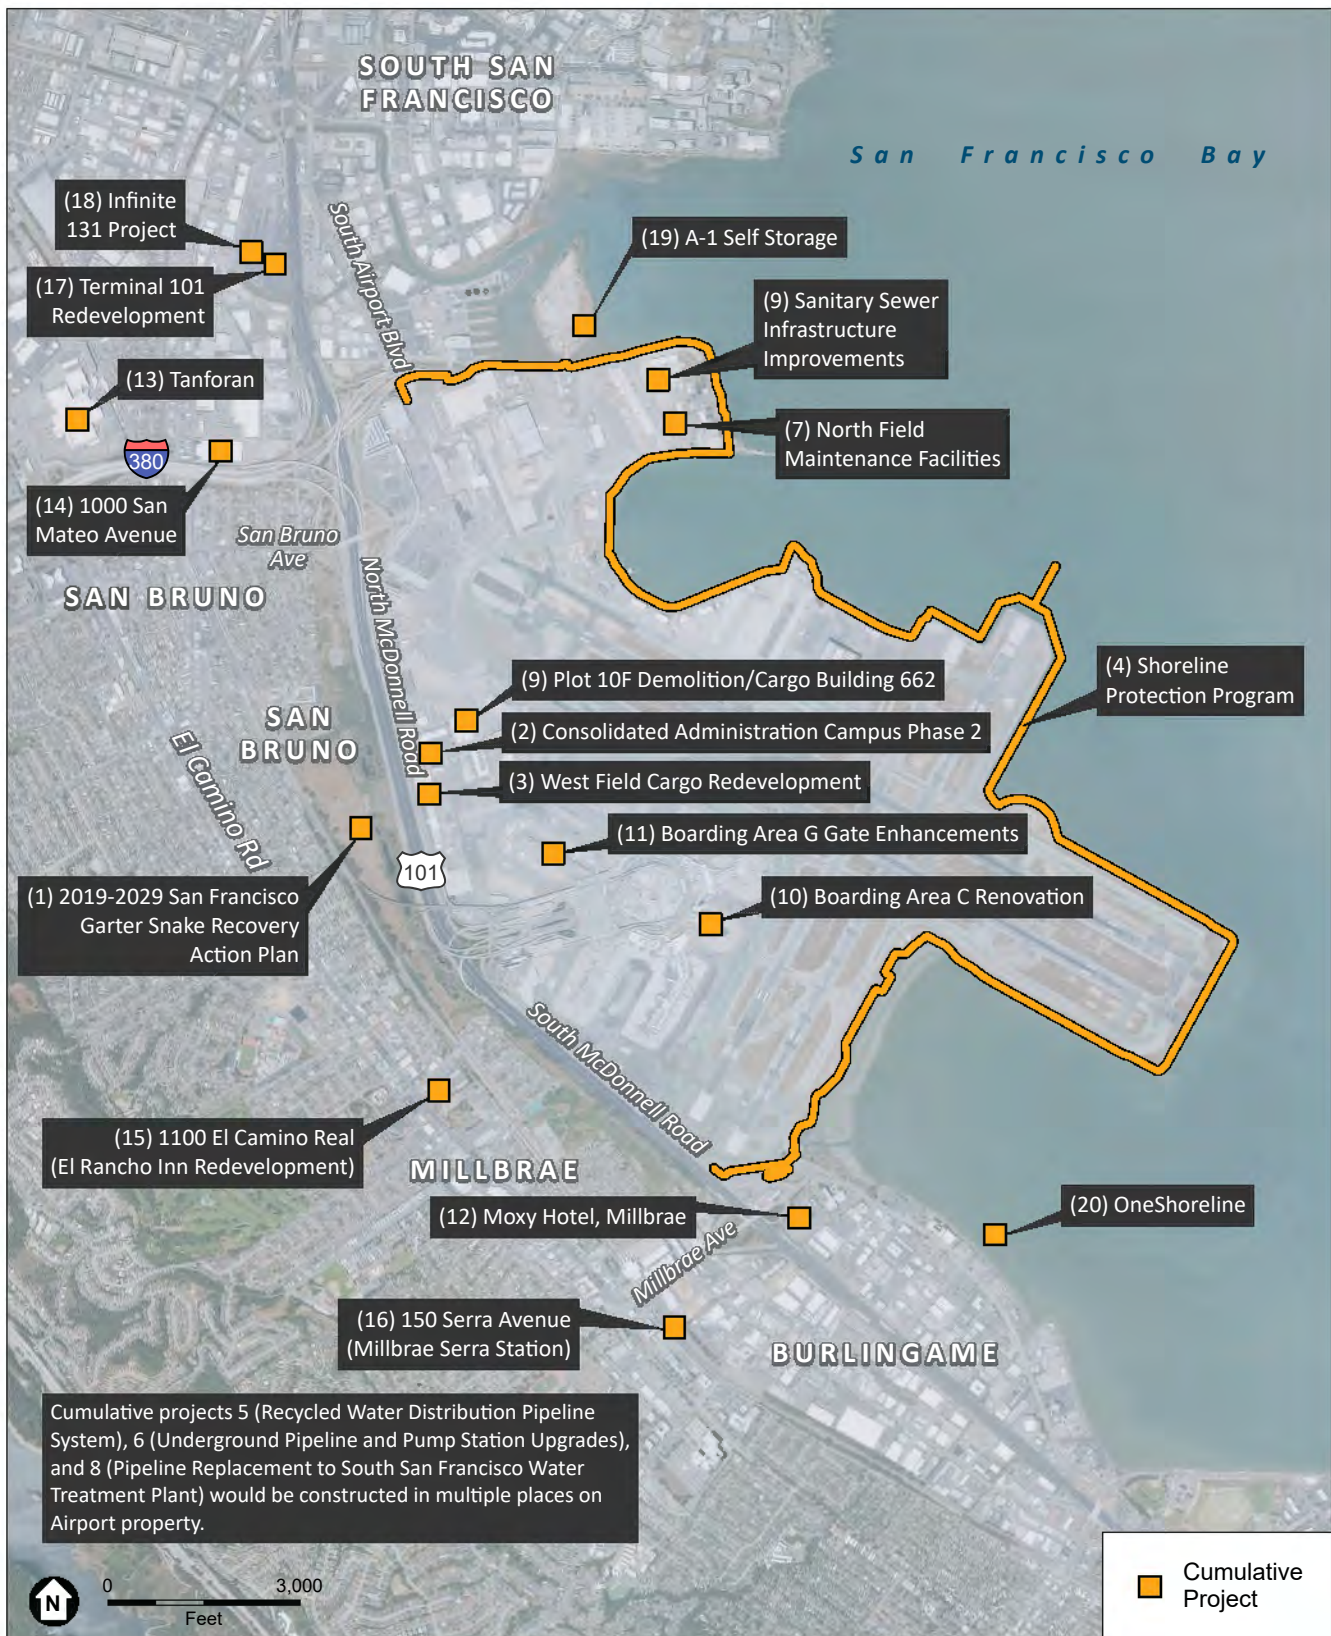 SOUTH SAN
FRANCISCO
San Francisco Bay
(18) Infinite
131 Project
South Airport Blvd
(19) A-1 Self Storage
(17) Terminal 101
Redevelopment
(9) Sanitary Sewer
Infrastructure
Improvements
(13) Tanforan
380
(7) North Field
Maintenance Facilities
(14) 1000 San
Mateo Avenue
San Bruno
Ave
SAN BRUNO
North McDonnell Road
(9) Plot 10F Demolition/Cargo Building 662
(4) Shoreline
Protection Program
SAN
BRUNO
(2) Consolidated Administration Campus Phase 2
El Camino Rd
(3) West Field Cargo Redevelopment
(11) Boarding Area G Gate Enhancements
101
(1) 2019-2029 San Francisco
Garter Snake Recovery
Action Plan
(10) Boarding Area C Renovation
South McDonnell Road
(15) 1100 El Camino Real
(El Rancho Inn Redevelopment)
MILLBRAE
(12) Moxy Hotel, Millbrae
(20) OneShoreline
Millbrae Ave
(16) 150 Serra Avenue
(Millbrae Serra Station)
BURLINGAME
Cumulative projects 5 (Recycled Water Distribution Pipeline
System), 6 (Underground Pipeline and Pump Station Upgrades),
and 8 (Pipeline Replacement to South San Francisco Water
Treatment Plant) would be constructed in multiple places on
Airport property.
N
0 3,000
Feet
Cumulative
Project